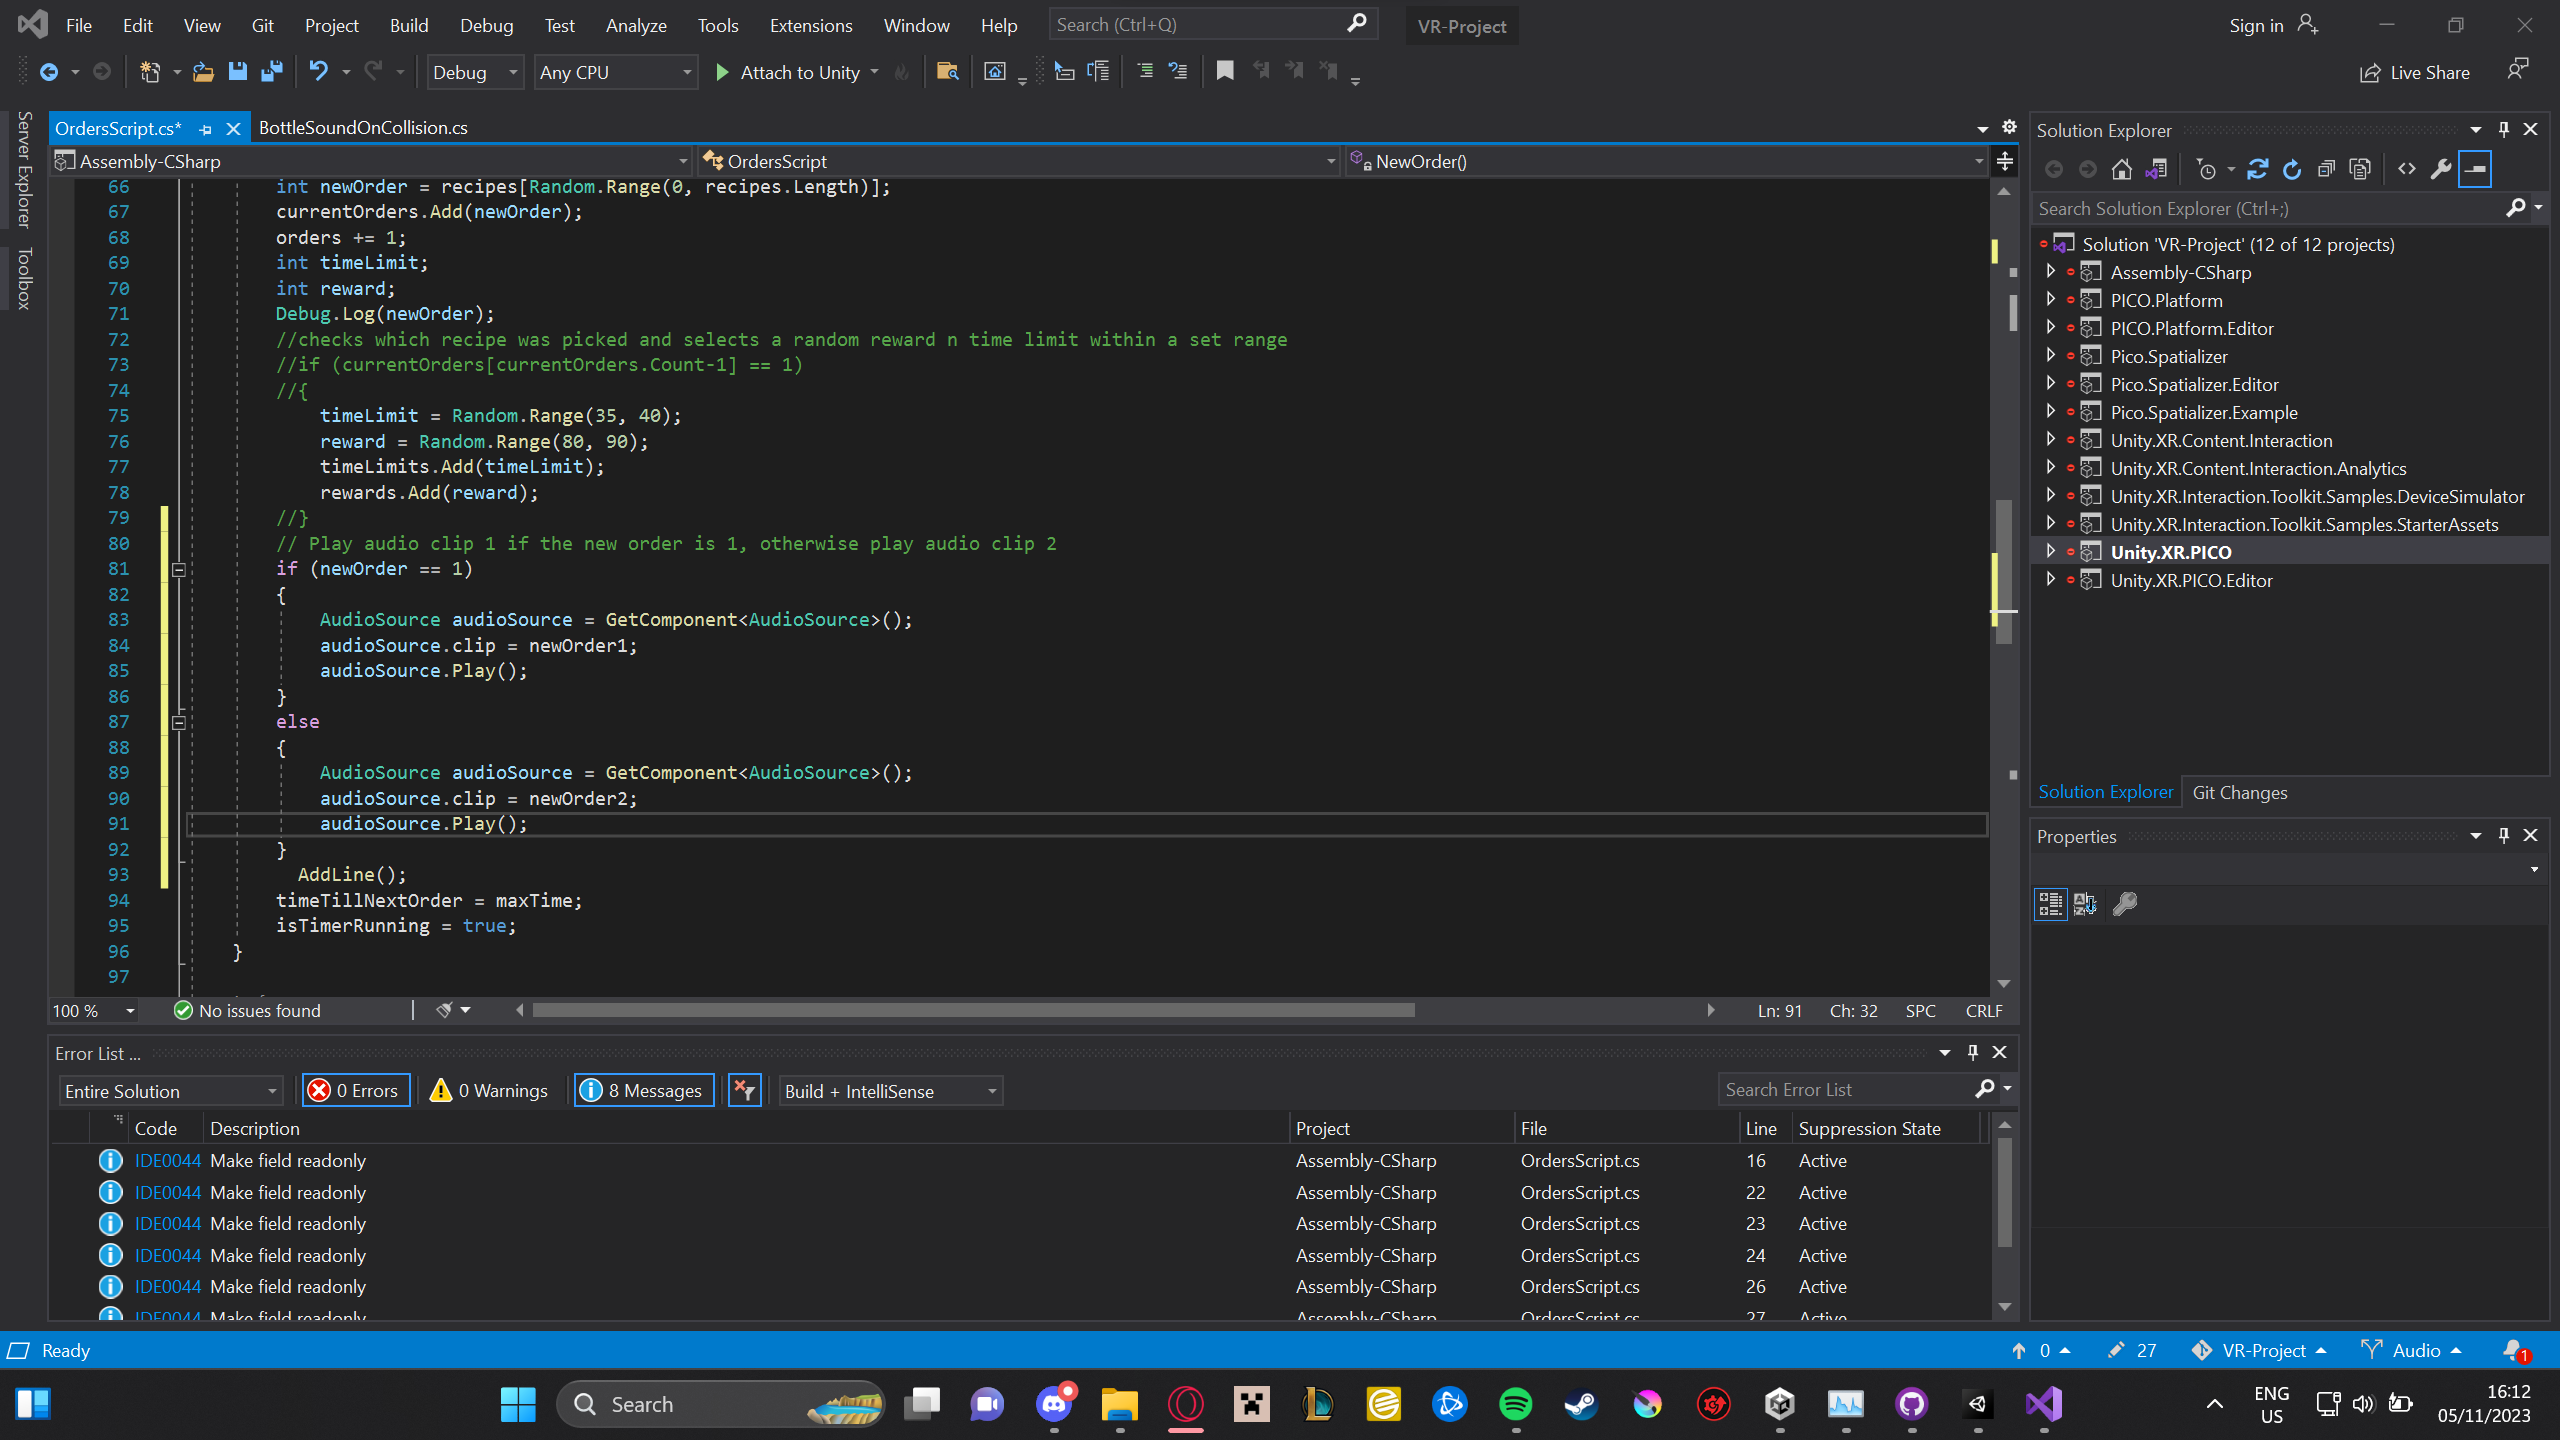 File Edit View Git Project Build Debug Test Analyze Tools Extensions Window Help Search (Ctrl+Q) VR-Project Sign in
Debug Any CPU Attach to Unity Live Share
Server Explorer
Toolbox
OrdersScript.cs* BottleSoundOnCollision.cs
Assembly-CSharp OrdersScript NewOrder()
66 int newOrder = recipes[Random.Range(0, recipes.Length)];
67 currentOrders.Add(newOrder);
68 orders += 1;
69 int timeLimit;
70 int reward;
71 Debug.Log(newOrder);
72 //checks which recipe was picked and selects a random reward n time limit within a set range
73 //if (currentOrders[currentOrders.Count-1] == 1)
74 //{
75 timeLimit = Random.Range(35, 40);
76 reward = Random.Range(80, 90);
77 timeLimits.Add(timeLimit);
78 rewards.Add(reward);
79 //}
80 // Play audio clip 1 if the new order is 1, otherwise play audio clip 2
81 if (newOrder == 1)
82 {
83 AudioSource audioSource = GetComponent<AudioSource>();
84 audioSource.clip = newOrder1;
85 audioSource.Play();
86 }
87 else
88 {
89 AudioSource audioSource = GetComponent<AudioSource>();
90 audioSource.clip = newOrder2;
91 audioSource.Play();
92 }
93 AddLine();
94 timeTillNextOrder = maxTime;
95 isTimerRunning = true;
96 }
97
100 % No issues found Ln: 91 Ch: 32 SPC CRLF
Error List ...
Entire Solution 0 Errors 0 Warnings 8 Messages Build + IntelliSense Search Error List
Code Description Project File Line Suppression State
IDE0044 Make field readonly Assembly-CSharp OrdersScript.cs 16 Active
IDE0044 Make field readonly Assembly-CSharp OrdersScript.cs 22 Active
IDE0044 Make field readonly Assembly-CSharp OrdersScript.cs 23 Active
IDE0044 Make field readonly Assembly-CSharp OrdersScript.cs 24 Active
IDE0044 Make field readonly Assembly-CSharp OrdersScript.cs 26 Active
IDE0044 Make field readonly Assembly-CSharp OrdersScript.cs 27 Active
Solution Explorer
Search Solution Explorer (Ctrl+;)
Solution 'VR-Project' (12 of 12 projects)
Assembly-CSharp
PICO.Platform
PICO.Platform.Editor
Pico.Spatializer
Pico.Spatializer.Editor
Pico.Spatializer.Example
Unity.XR.Content.Interaction
Unity.XR.Content.Interaction.Analytics
Unity.XR.Interaction.Toolkit.Samples.DeviceSimulator
Unity.XR.Interaction.Toolkit.Samples.StarterAssets
Unity.XR.PICO
Unity.XR.PICO.Editor
Solution Explorer Git Changes
Properties
Ready 0 27 VR-Project Audio 1
Search ENG
US
16:12
05/11/2023